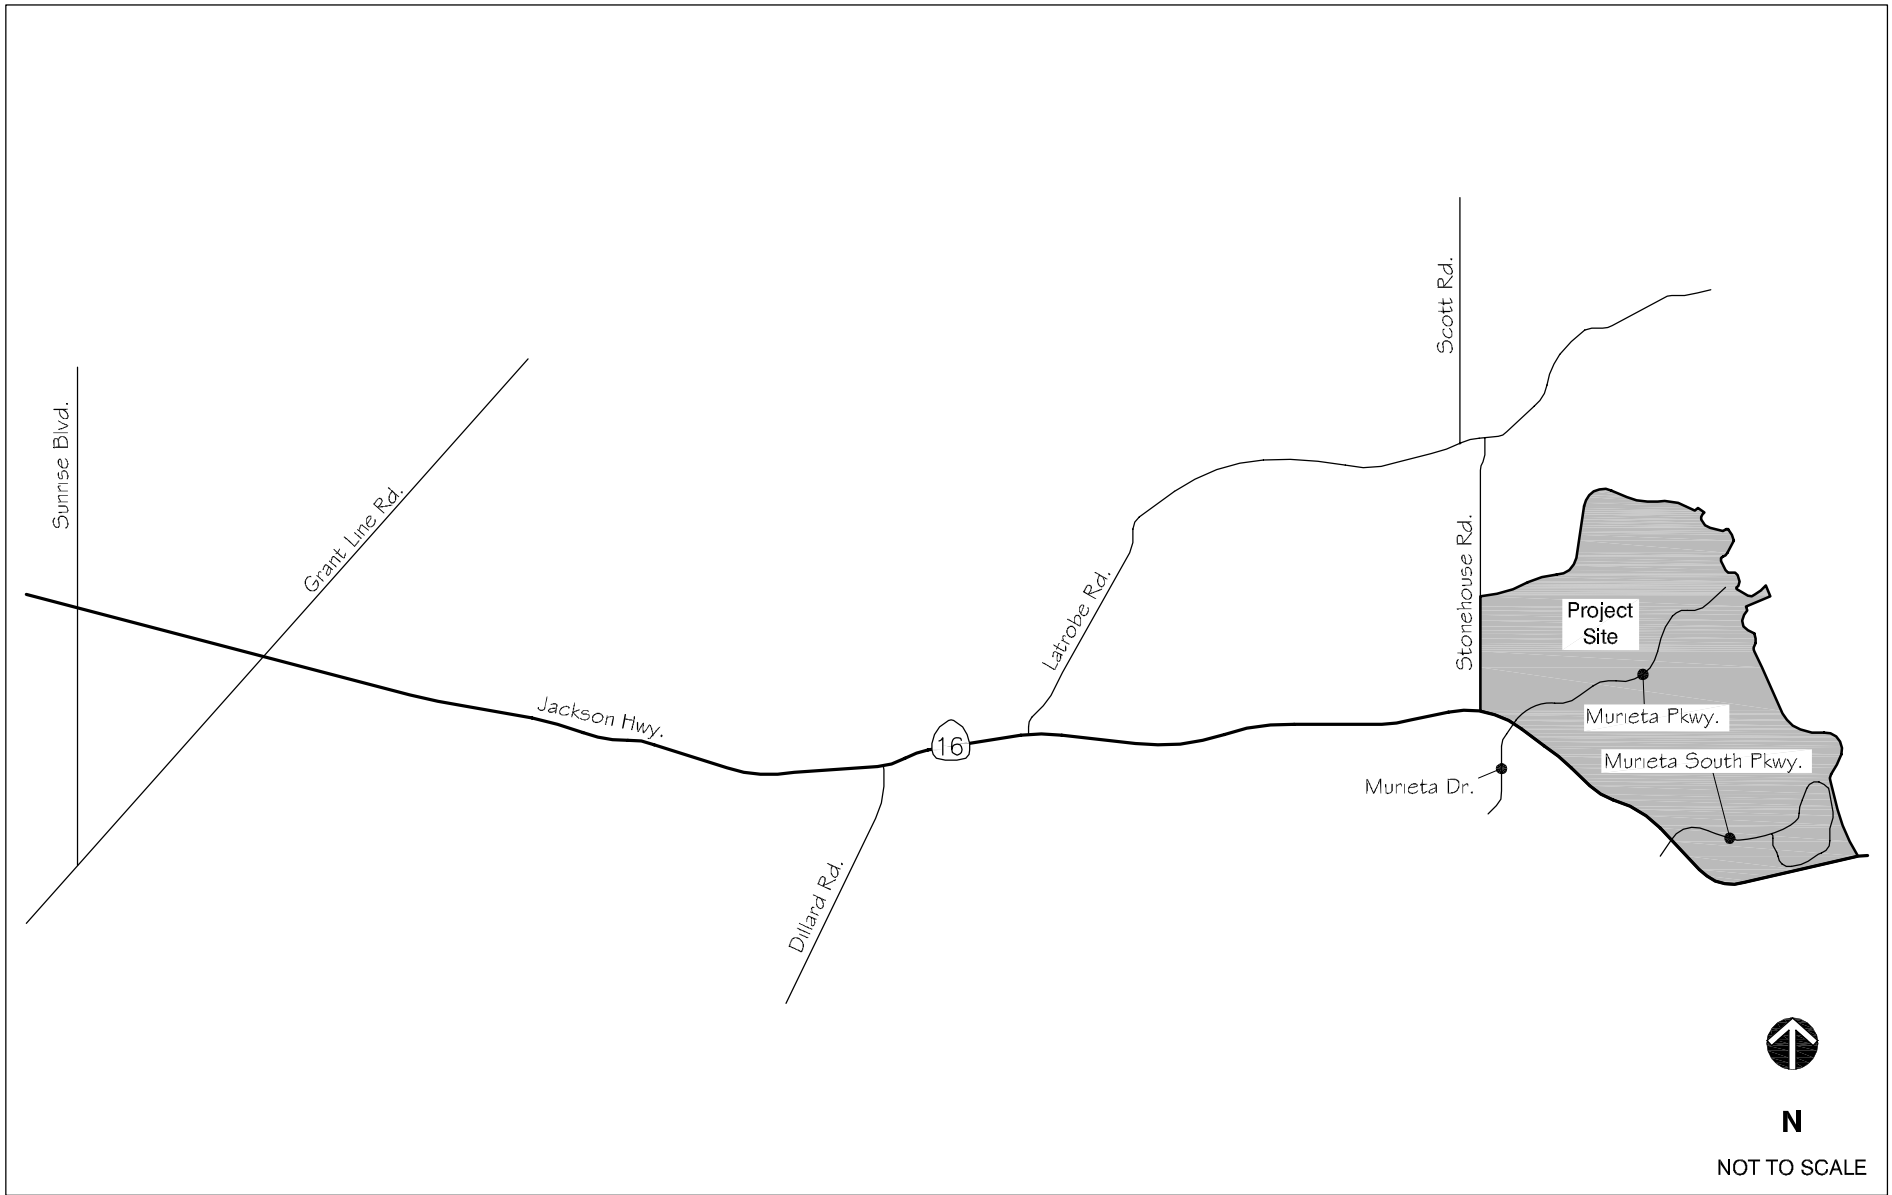 Scott Rd.
Sunrise Blvd.
Grant Line Rd.
Stonehouse Rd.
Latrobe Rd.
Project
Site
Jackson Hwy.
16
Murieta Pkwy.
Murieta South Pkwy.
Murieta Dr.
Dillard Rd.
N
NOT TO SCALE